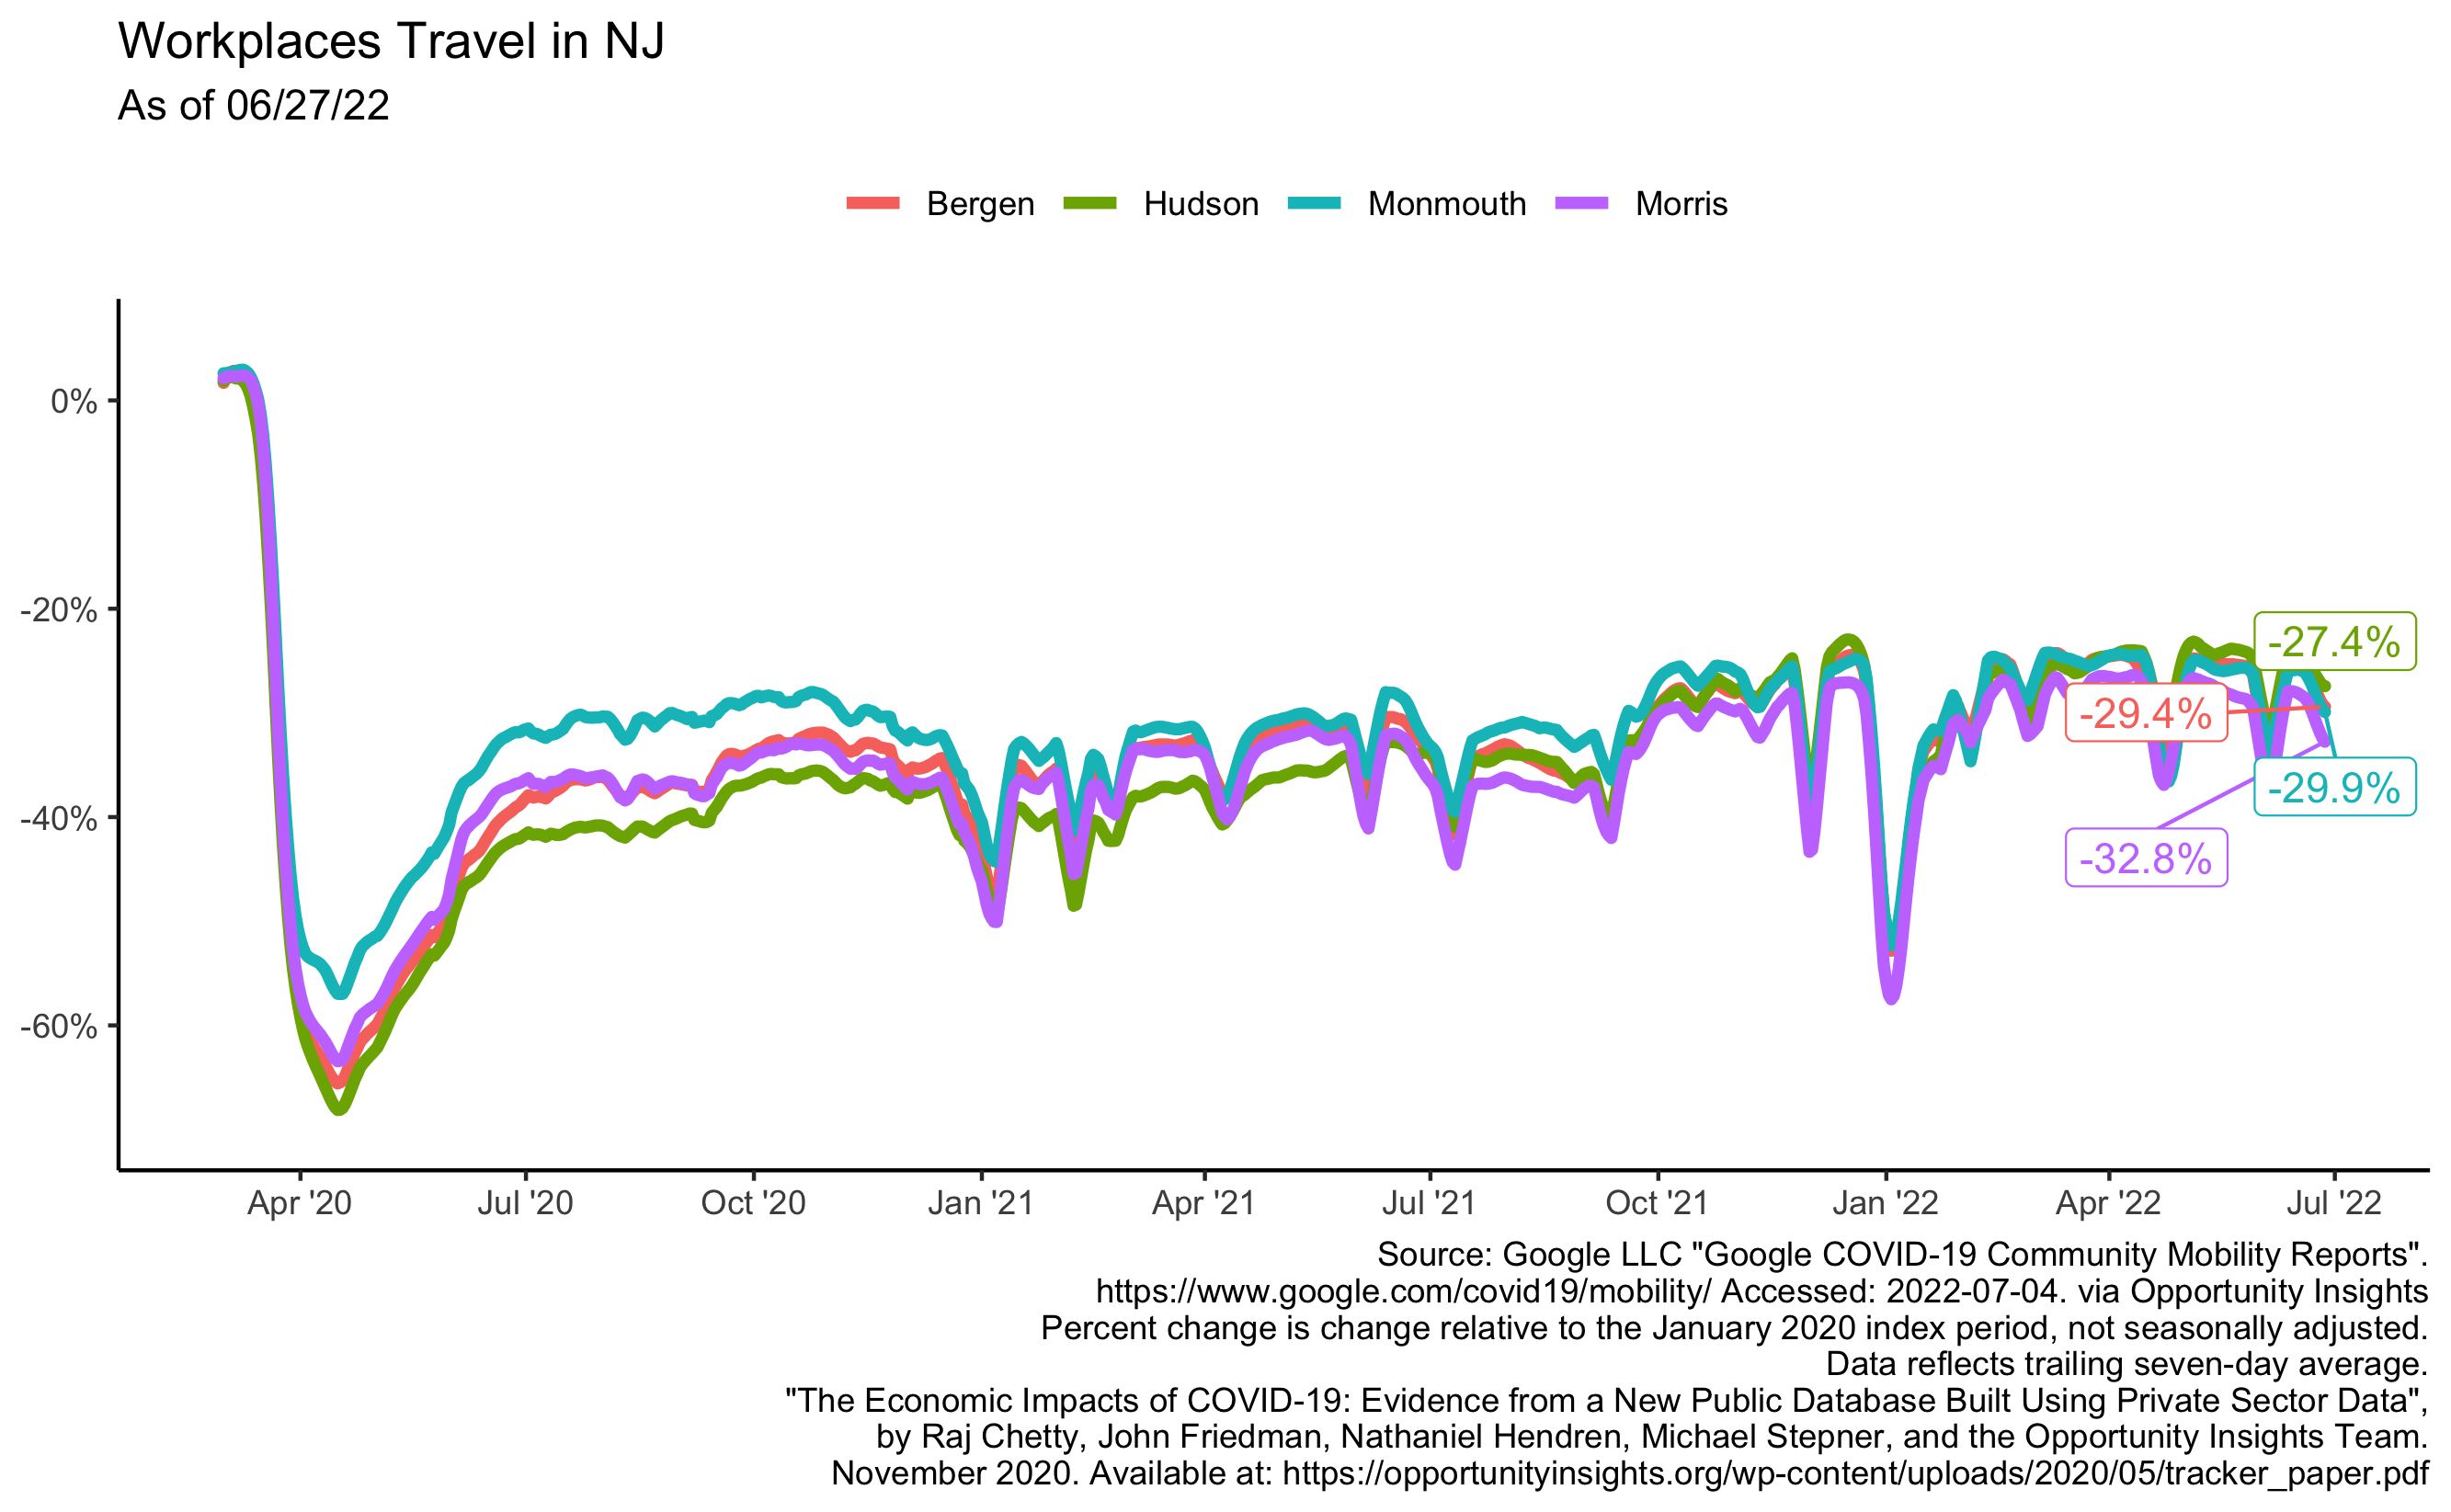 Workplaces Travel in NJ
As of 06/27/22
Bergen Hudson Monmouth Morris
0%
-20%
-40%
-60%
-27.4%
-29.4%
-29.9%
-32.8%
Apr '20 Jul '20 Oct '20 Jan '21 Apr '21 Jul '21 Oct '21 Jan '22 Apr '22 Jul '22
Source: Google LLC "Google COVID-19 Community Mobility Reports".
https://www.google.com/covid19/mobility/ Accessed: 2022-07-04. via Opportunity Insights
Percent change is change relative to the January 2020 index period, not seasonally adjusted.
Data reflects trailing seven-day average.
"The Economic Impacts of COVID-19: Evidence from a New Public Database Built Using Private Sector Data",
by Raj Chetty, John Friedman, Nathaniel Hendren, Michael Stepner, and the Opportunity Insights Team.
November 2020. Available at: https://opportunityinsights.org/wp-content/uploads/2020/05/tracker_paper.pdf